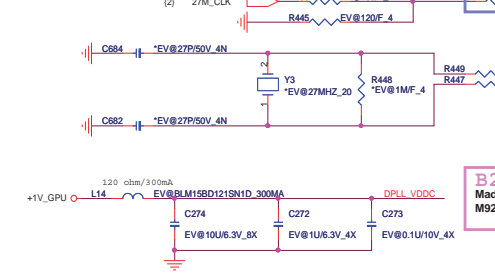 {2} 27M_CLK
R445 EV@120/F_4
C684 *EV@27P/50V_4N
R449
R447
2
Y3
*EV@27MHZ_20
1
R448
*EV@1M/F_4
C682 *EV@27P/50V_4N
120 ohm/300mA
+1V_GPU L14 EV@BLM15BD121SN1D_300MA DPLL_VDDC
C274 C272 C273
EV@10U/6.3V_8X EV@1U/6.3V_4X EV@0.1U/10V_4X
B2
Mad
M92